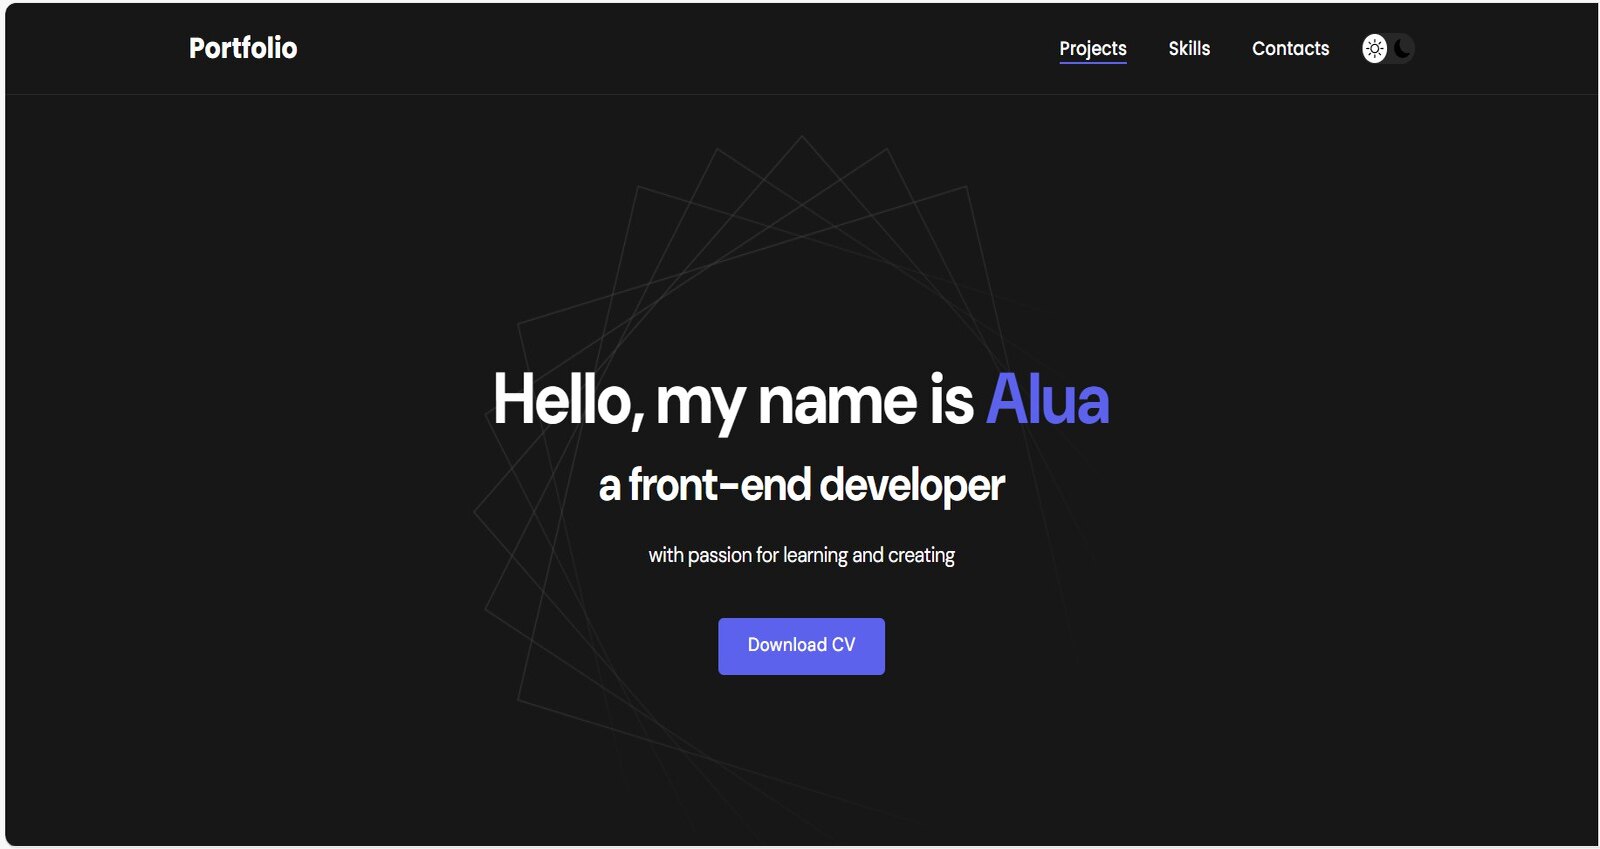 Portfolio
Projects Skills Contacts
Hello, my name is Alua
a front-end developer
with passion for learning and creating
Download CV